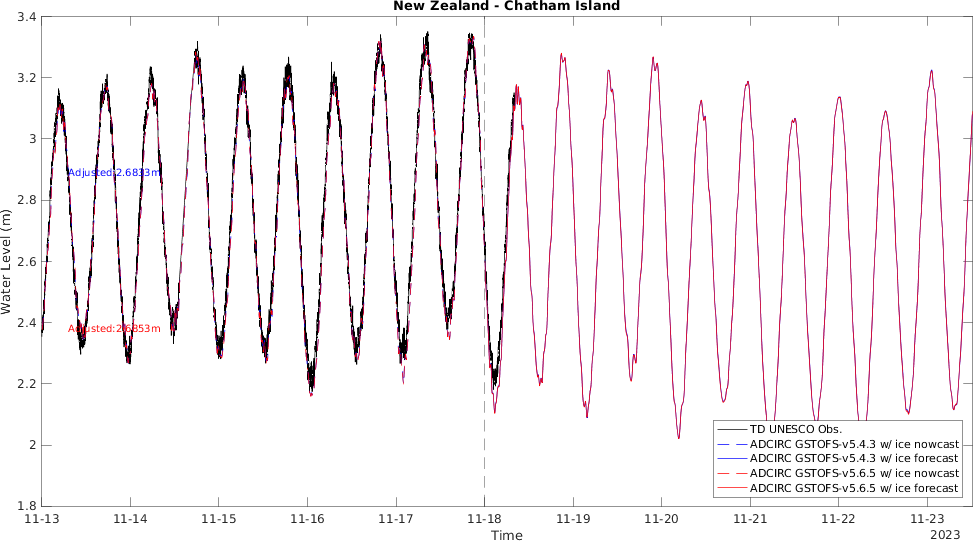 New Zealand - Chatham Island
3.4
3.2
3
2.8
2.6
2.4
2.2
2
1.8
Water Level (m)
Adjusted:2.6833m
Adjusted:2.6853m
TD UNESCO Obs.
ADCIRC GSTOFS-v5.4.3 w/ ice nowcast
ADCIRC GSTOFS-v5.4.3 w/ ice forecast
ADCIRC GSTOFS-v5.6.5 w/ ice nowcast
ADCIRC GSTOFS-v5.6.5 w/ ice forecast
11-13 11-14 11-15 11-16 11-17 11-18 11-19 11-20 11-21 11-22 11-23
Time
2023